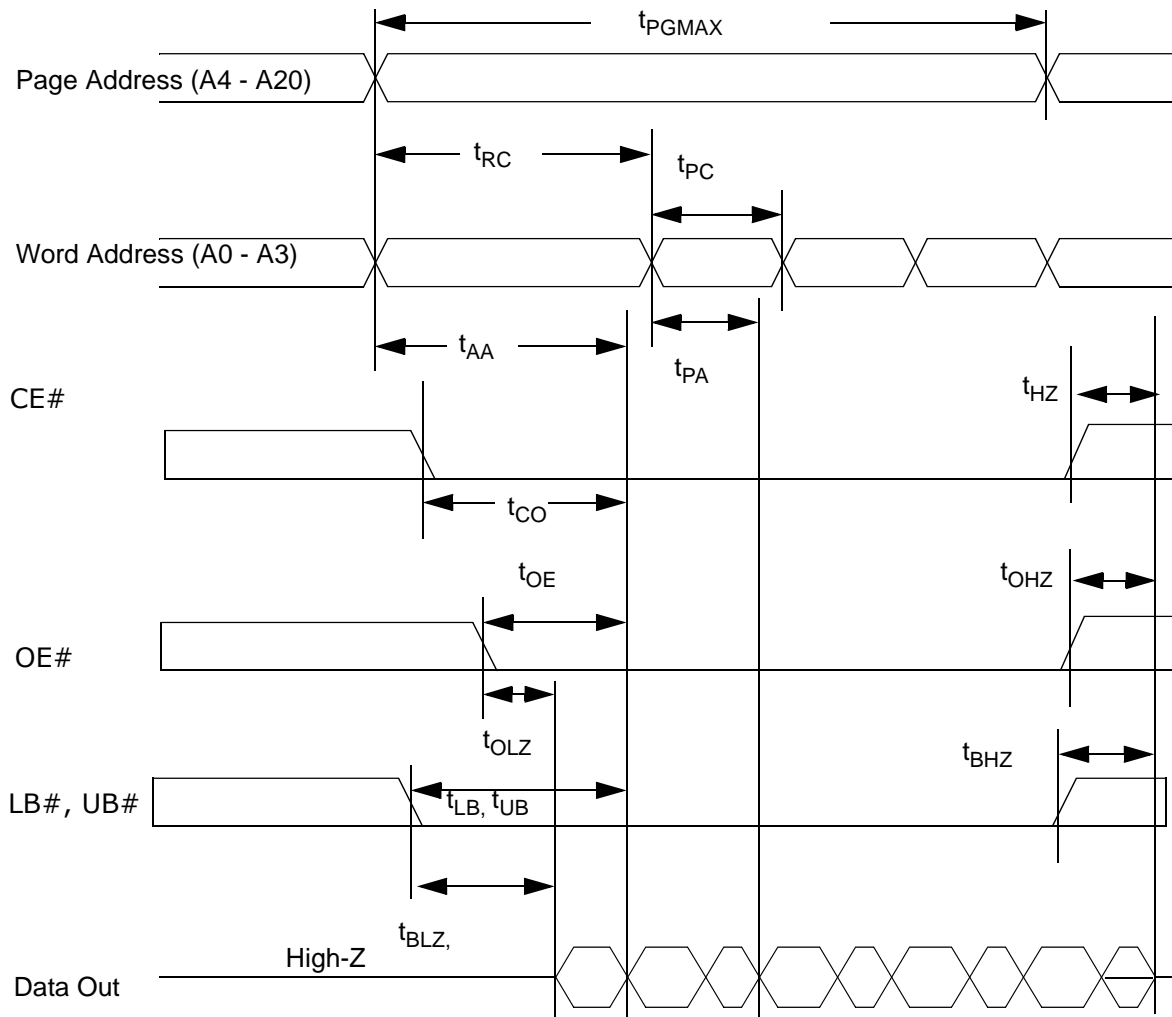 tPGMAX
Page Address (A4 - A20)
tRC
tPC
Word Address (A0 - A3)
tAA
tPA
CE#
tHZ
tCO
tOE
tOHZ
OE#
tOLZ
tBHZ
LB#, UB#
tLB, tUB
tBLZ,
High-Z
Data Out